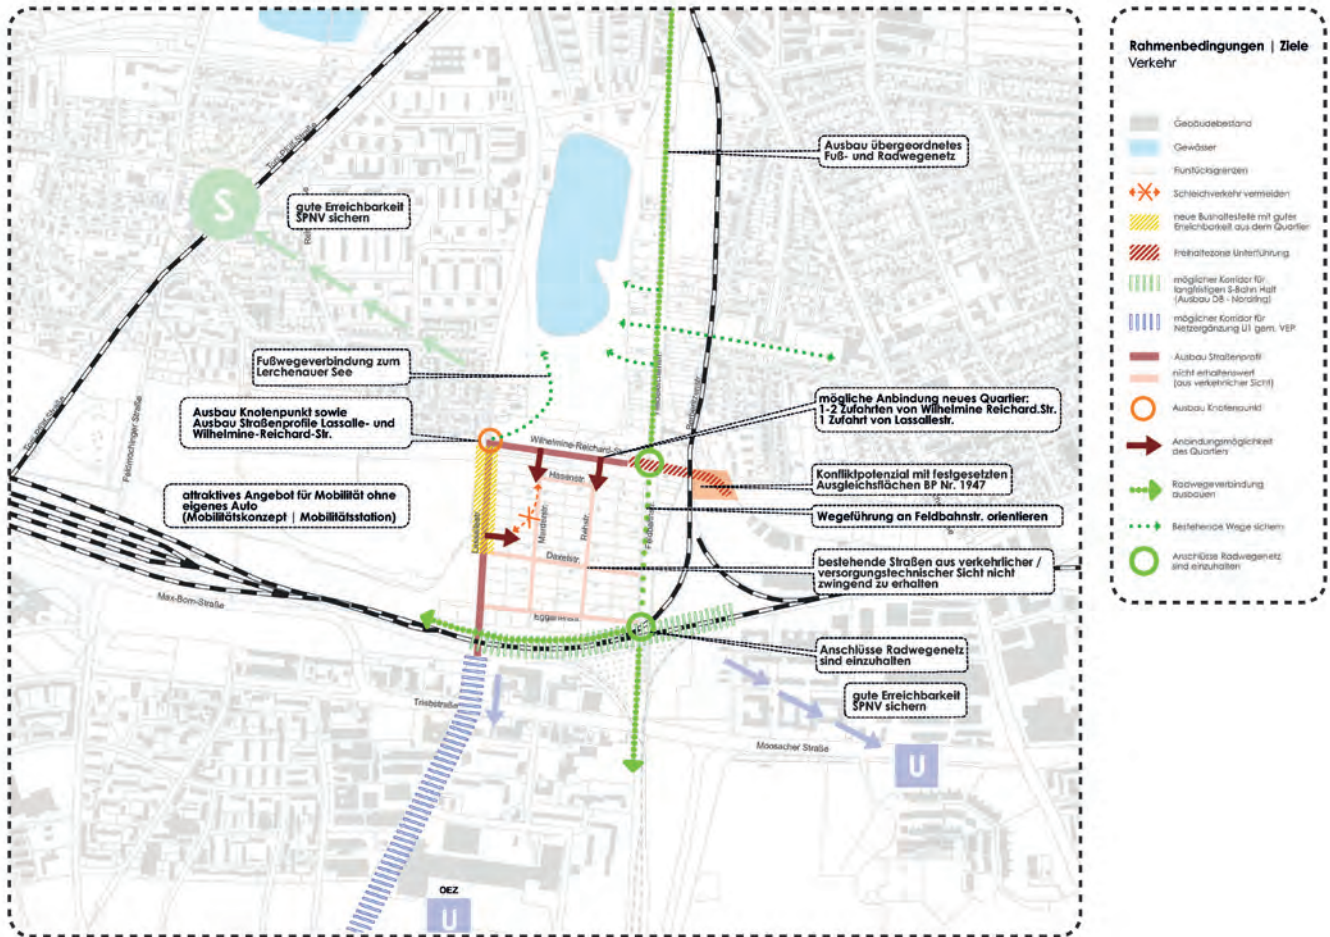 Rahmenbedingungen | Ziele
Verkehr
Gebäudebestand
Gewässer
Flurstücksgrenzen
Schleichverkehr vermeiden
neue Bushaltestelle mit guter
Erreichbarkeit aus dem Quartier
Freihaltezone Unterführung
möglicher Korridor für
langfristigen S-Bahn Halt
(Ausbau DB - Nordring)
möglicher Korridor für
Netzergänzung U1 gem. VEP
Ausbau Straßenprofil
nicht erhaltenswert
(aus verkehrlicher Sicht)
Ausbau Knotenpunkt
Anbindungsmöglichkeit
des Quartiers
Radwegeverbindung
ausbauen
Bestehende Wege sichern
Anschlüsse Radwegenetz
sind einzuhalten
Ausbau übergeordnetes
Fuß- und Radwegenetz
S
gute Erreichbarkeit
SPNV sichern
Fußwegeverbindung zum
Lerchenauer See
Ausbau Knotenpunkt sowie
Ausbau Straßenprofile Lassalle- und
Wilhelmine-Reichard-Str.
mögliche Anbindung neues Quartier:
1-2 Zufahrten von Wilhelmine Reichard.Str.
1 Zufahrt von Lassallestr.
Feldmochinger Straße
Wilhelmine-Reichard-Str.
Hasenstr.
Konfliktpotenzial mit festgesetzten
Ausgleichsflächen BP Nr. 1947
attraktives Angebot für Mobilität ohne
eigenes Auto
(Mobilitätskonzept | Mobilitätsstation)
Rehstr.
Wegeführung an Feldbahnstr. orientieren
Daxetstr.
bestehende Straßen aus verkehrlicher /
versorgungstechnischer Sicht nicht
zwingend zu erhalten
Max-Born-Straße
Anschlüsse Radwegenetz
sind einzuhalten
gute Erreichbarkeit
SPNV sichern
Triebstraße
Moosacher Straße
U
OEZ
U